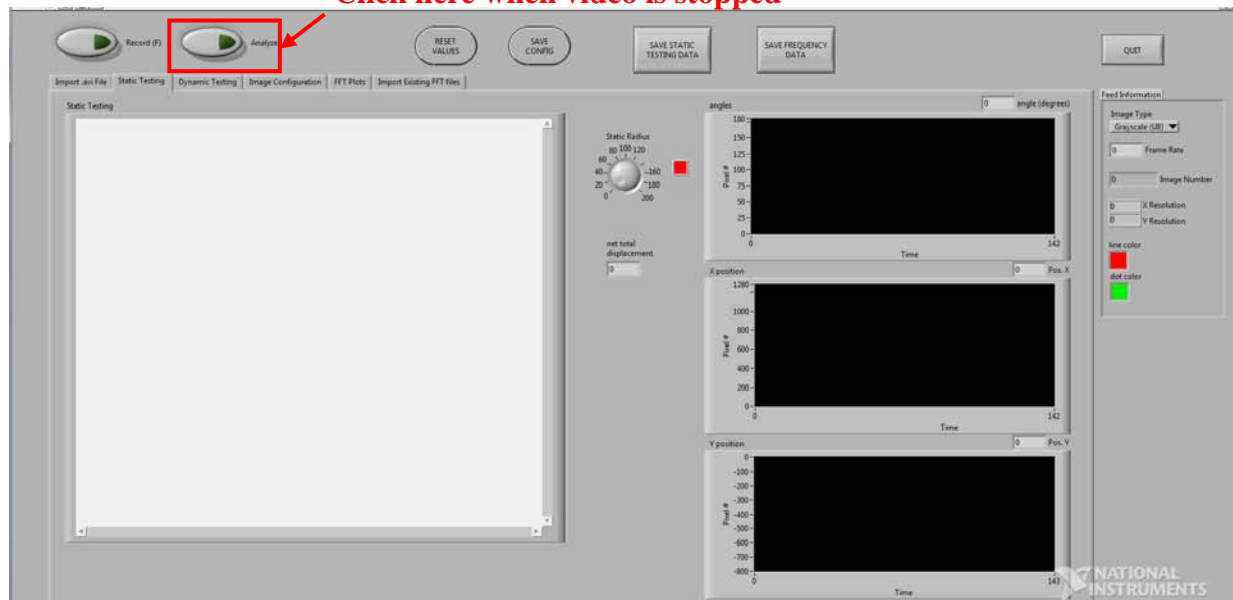 Click here when video is stopped
Record (F)
Analyze
RESET VALUES
SAVE CONFIG
SAVE STATIC TESTING DATA
SAVE FREQUENCY DATA
QUIT
Import .avi File
Static Testing
Dynamic Testing
Image Configuration
FFT Plots
Import Existing FFT files
Static Testing
Static Radius
0
20
40
60
80
100
120
160
180
200
net total displacement
0
angles
0 angle (degrees)
Pixel #
180
150
125
100
75
50
25
0
0
142
Time
X position
0 Pos. X
Pixel #
1280
1000
800
600
400
200
0
0
142
Time
Y position
0 Pos. Y
Pixel #
0
-100
-200
-300
-400
-500
-600
-700
-800
0
143
Time
Feed Information
Image Type
Grayscale (U8)
0 Frame Rate
0 Image Number
0 X Resolution
0 Y Resolution
line color
dot color
NATIONAL
INSTRUMENTS